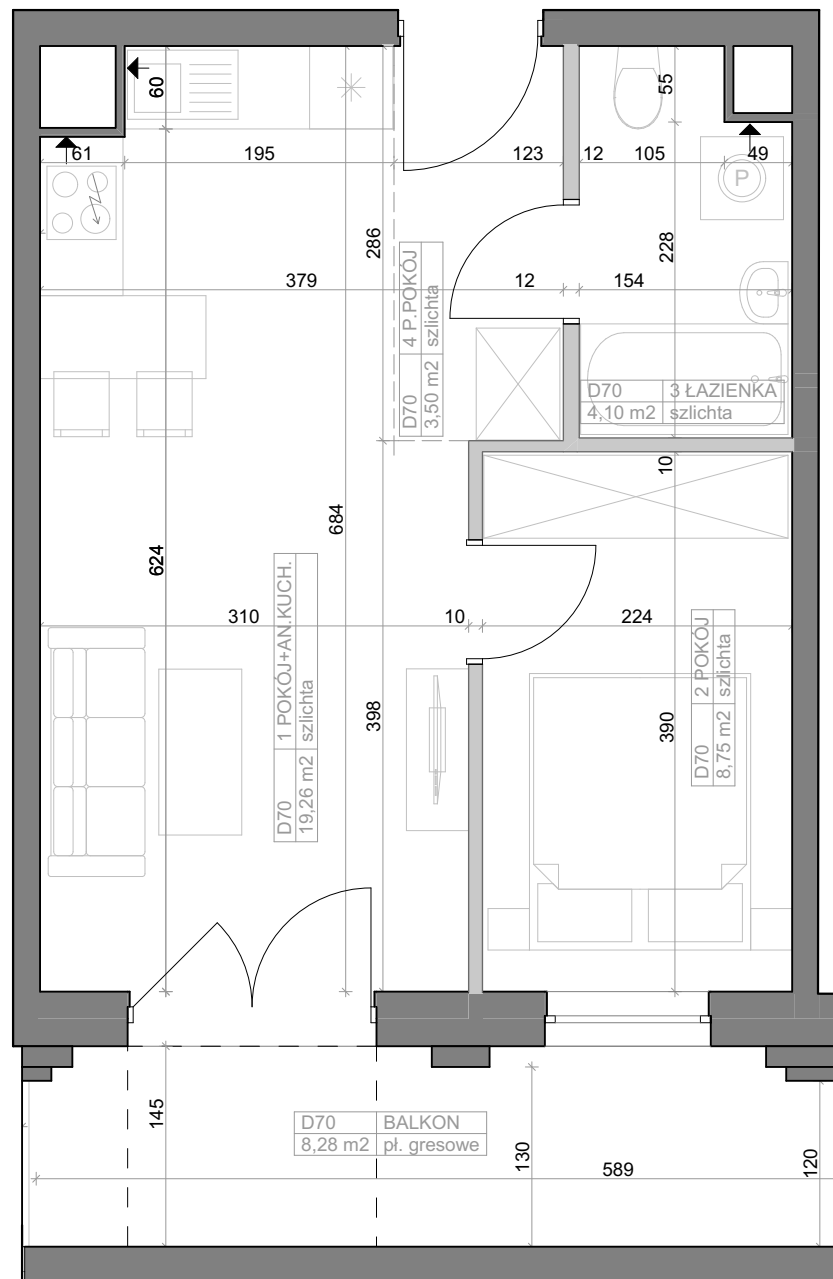 60
55
61
195
123
12
105
49
P
286
228
379
12
154
D70 4 P.POKÓJ
3,50 m2 szlichta
D70 3 ŁAZIENKA
4,10 m2 szlichta
10
684
624
310
10
224
D70 1 POKÓJ+AN.KUCH.
19,26 m2 szlichta
D70 2 POKÓJ
8,75 m2 szlichta
398
390
145
D70 BALKON
8,28 m2 pł. gresowe
130
589
120